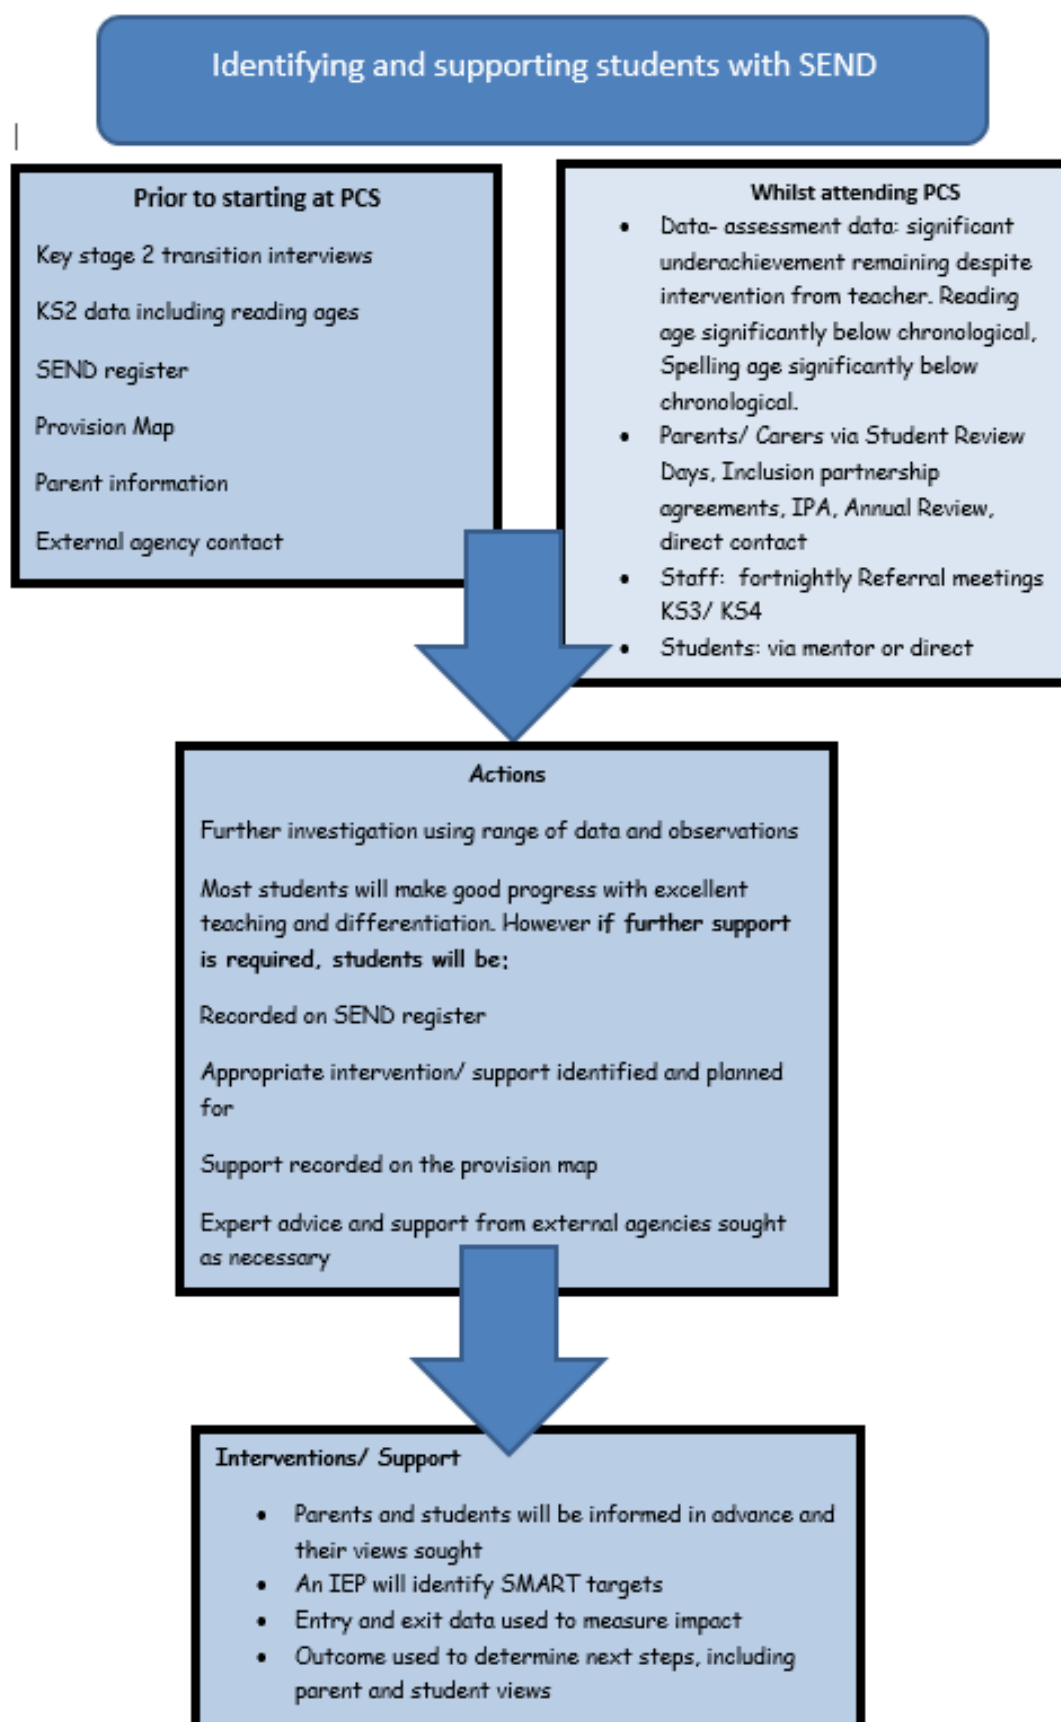 Identifying and supporting students with SEND
Prior to starting at PCS
Key stage 2 transition interviews
KS2 data including reading ages
SEND register
Provision Map
Parent information
External agency contact
Whilst attending PCS
• Data- assessment data: significant
underachievement remaining despite
intervention from teacher. Reading
age significantly below chronological,
Spelling age significantly below
chronological.
• Parents/ Carers via Student Review
Days, Inclusion partnership
agreements, IPA, Annual Review,
direct contact
• Staff: fortnightly Referral meetings
KS3/ KS4
• Students: via mentor or direct
Actions
Further investigation using range of data and observations
Most students will make good progress with excellent
teaching and differentiation. However if further support
is required, students will be:
Recorded on SEND register
Appropriate intervention/ support identified and planned
for
Support recorded on the provision map
Expert advice and support from external agencies sought
as necessary
Interventions/ Support
• Parents and students will be informed in advance and
their views sought
• An IEP will identify SMART targets
• Entry and exit data used to measure impact
• Outcome used to determine next steps, including
parent and student views